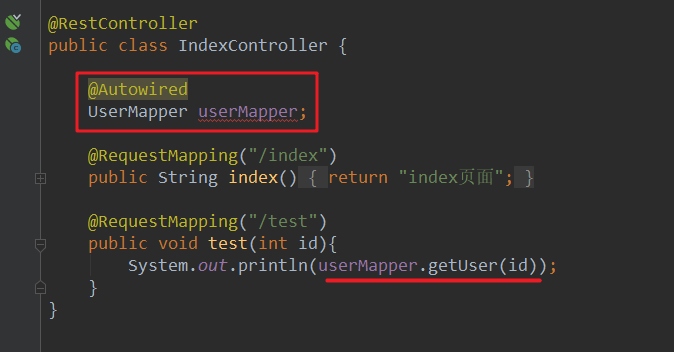 @RestController
public class IndexController {
@Autowired
UserMapper userMapper;
@RequestMapping("/index")
public String index() { return "index页面"; }
@RequestMapping("/test")
public void test(int id){
System.out.println(userMapper.getUser(id));
}
}